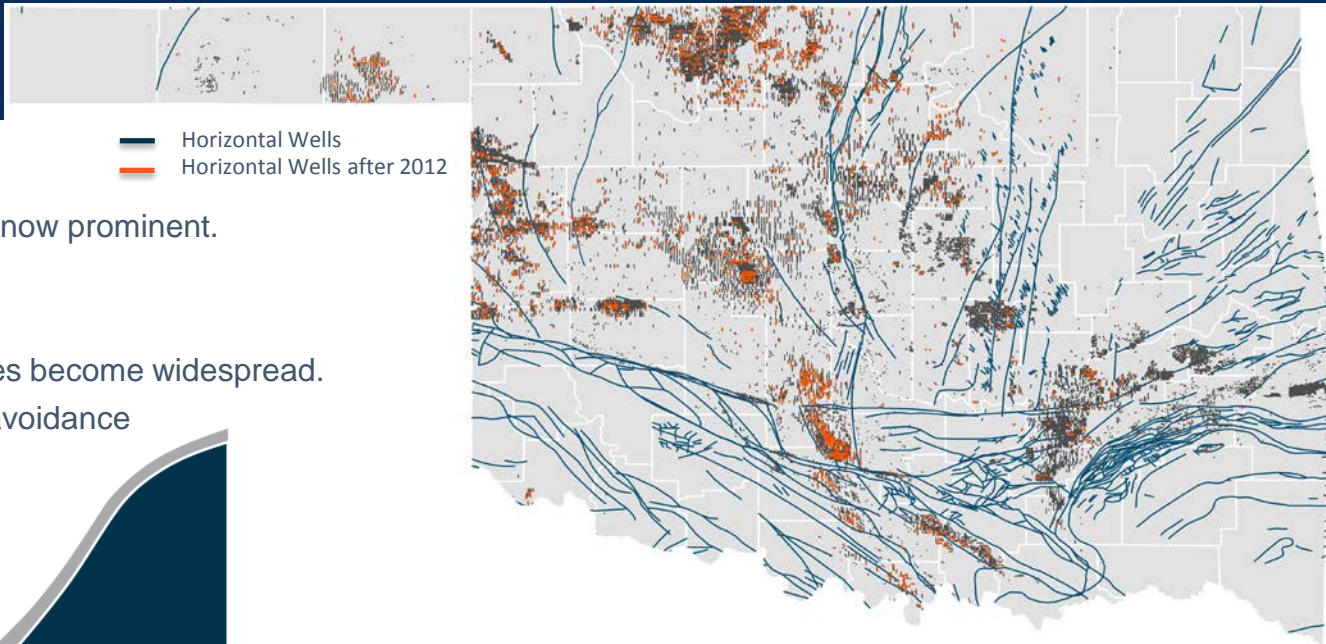 Horizontal Wells
Horizontal Wells after 2012
now prominent.
es become widespread.
avoidance